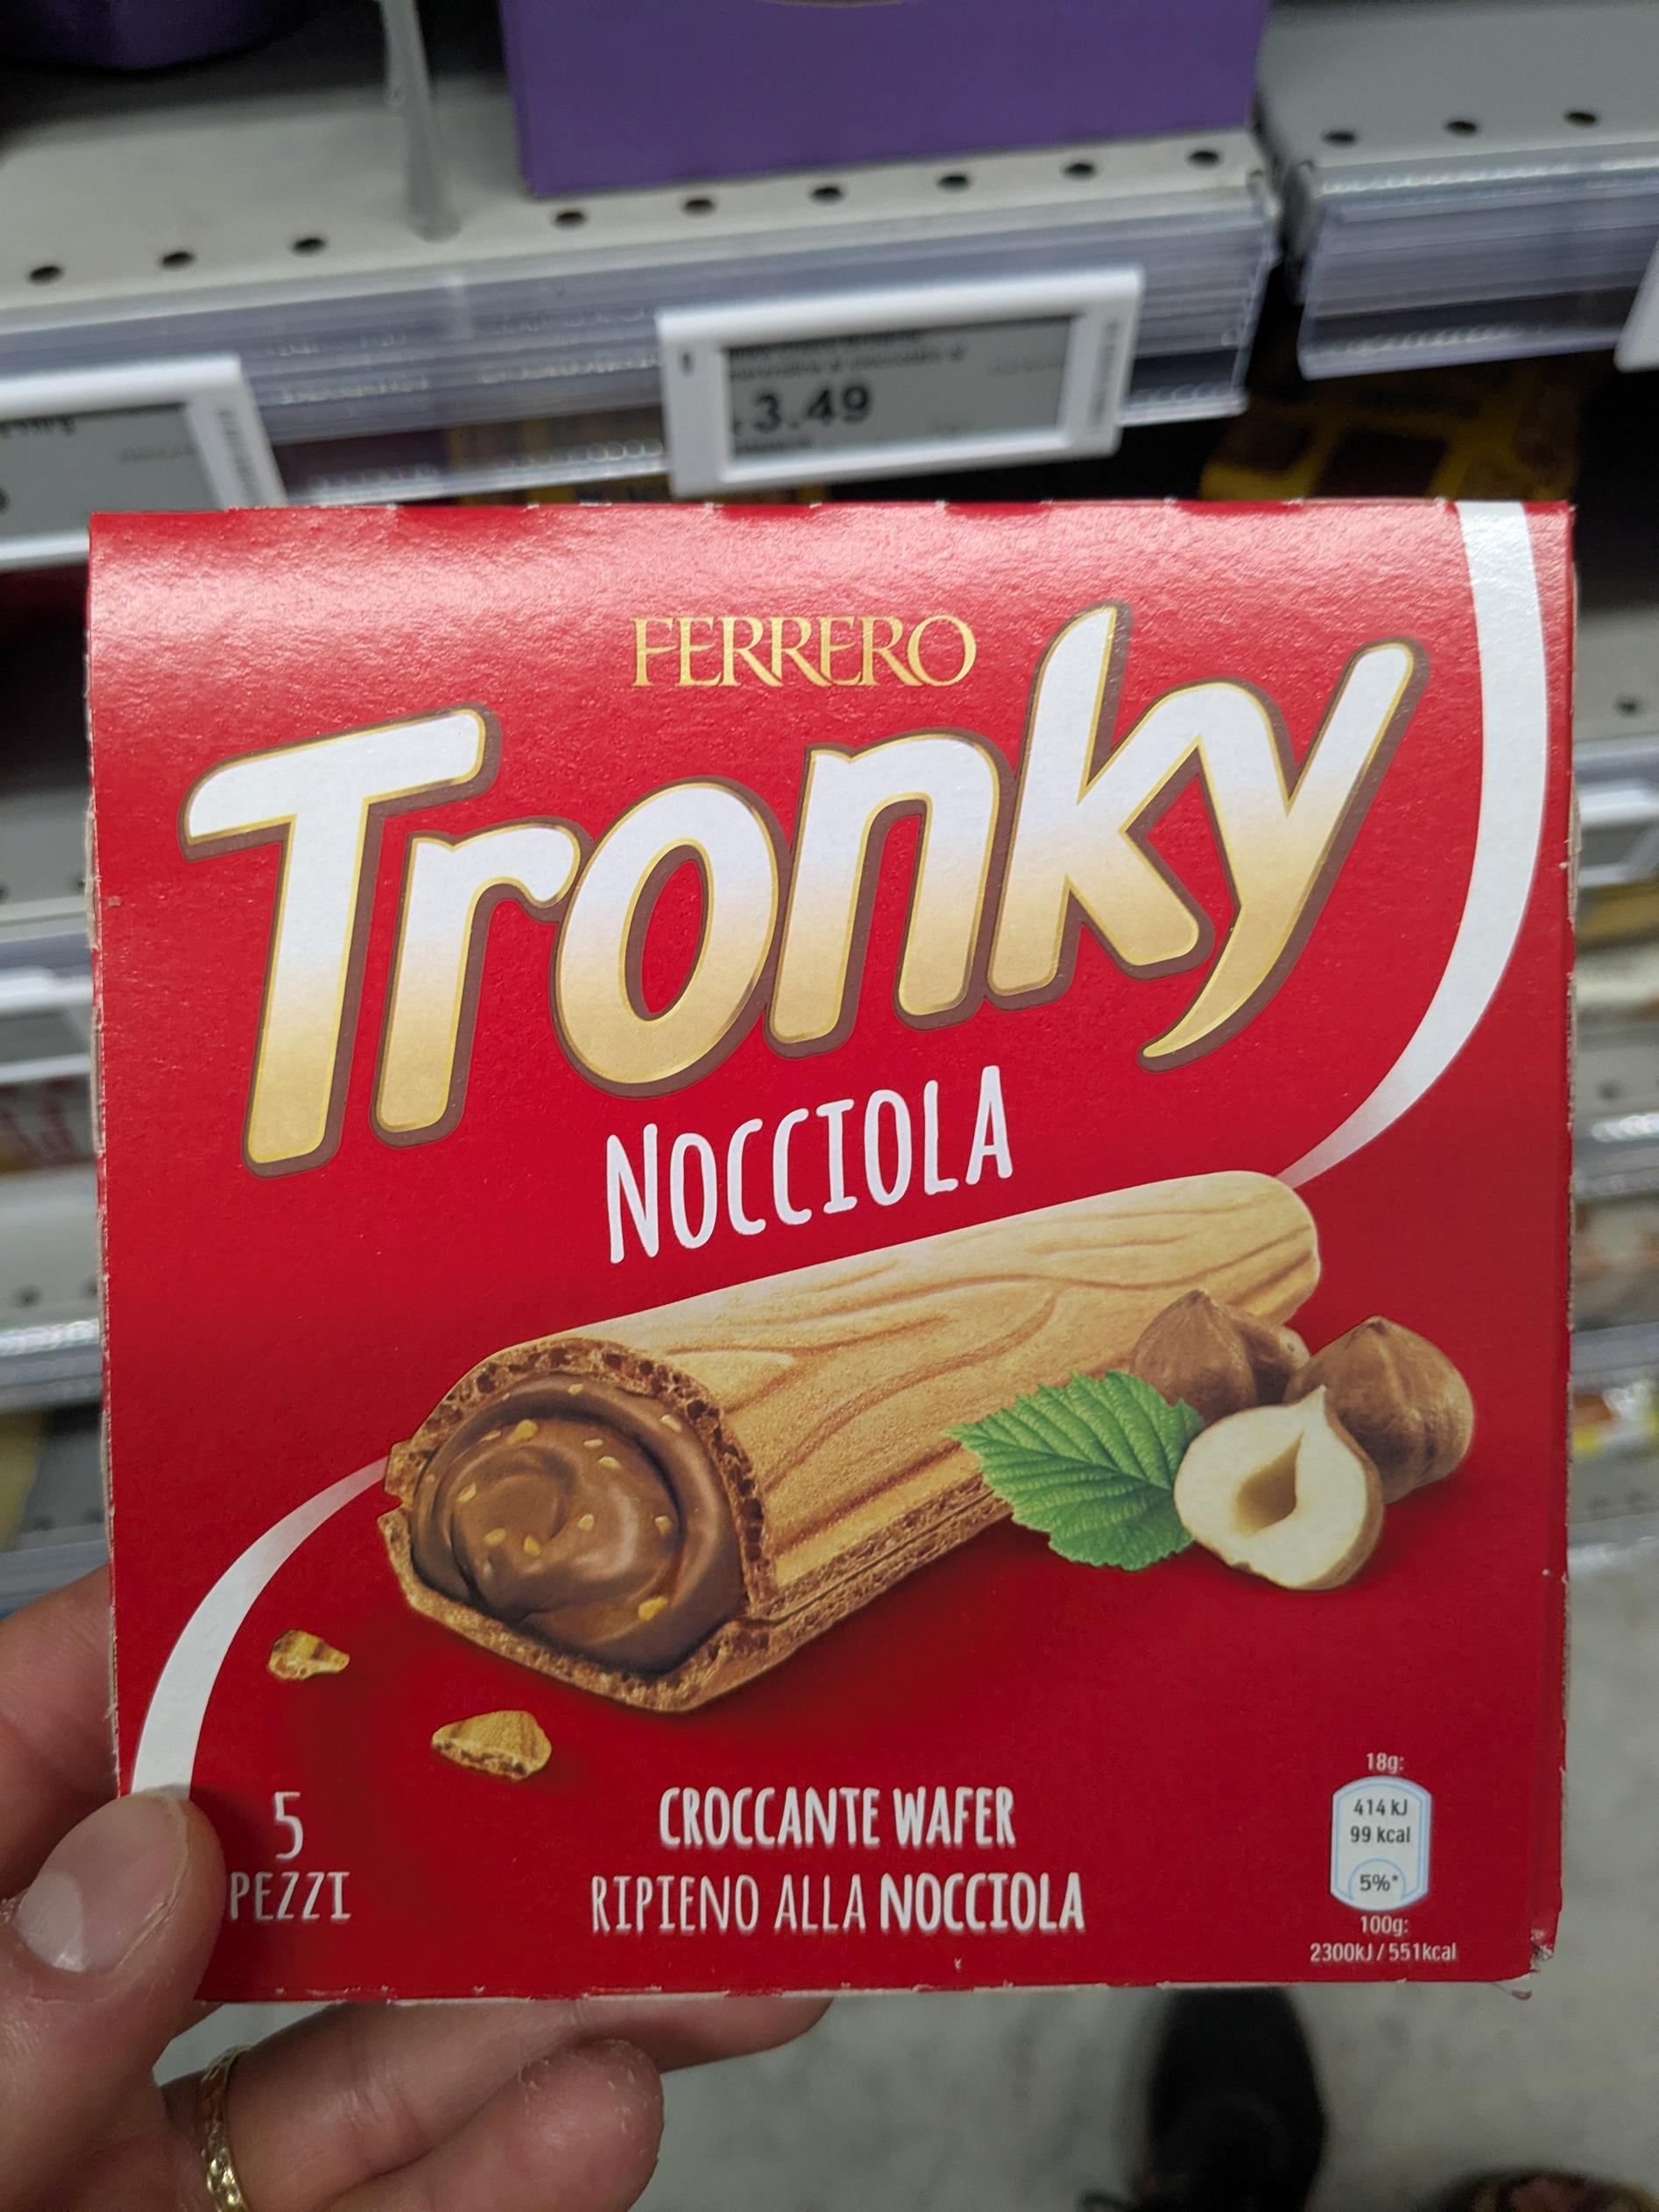 3.49
FERRERO
Tronky
NOCCIOLA
5
PEZZI
CROCCANTE WAFER
RIPIENO ALLA NOCCIOLA
18g:
414 kJ
99 kcal
5%*
100g:
2300kJ / 551kcal